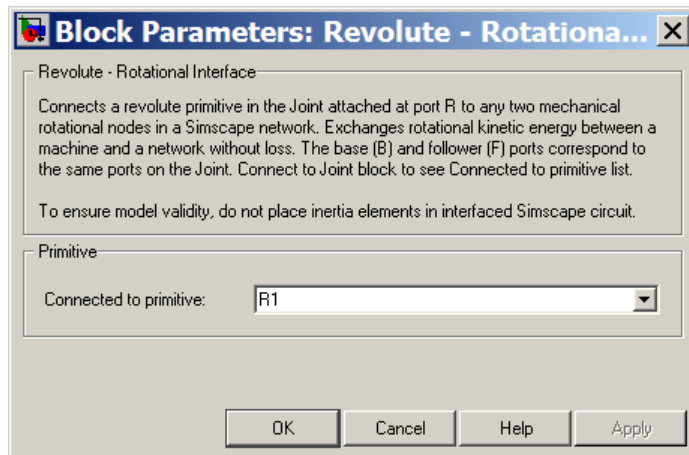 Block Parameters: Revolute - Rotationa...
Revolute - Rotational Interface
Connects a revolute primitive in the Joint attached at port R to any two mechanical
rotational nodes in a Simscape network. Exchanges rotational kinetic energy between a
machine and a network without loss. The base (B) and follower (F) ports correspond to
the same ports on the Joint. Connect to Joint block to see Connected to primitive list.
To ensure model validity, do not place inertia elements in interfaced Simscape circuit.
Primitive
Connected to primitive: R1
OK Cancel Help Apply